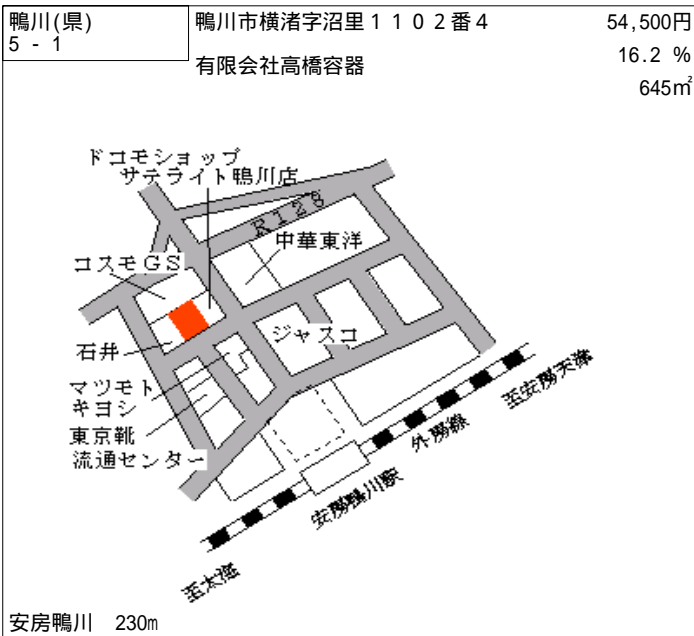 鴨川(県)
5 - 1
鴨川市横渚字沼里１１０２番４
有限会社高橋容器
54,500円
16.2 %
645㎡
ドコモショップ
サテライト鴨川店
R128
中華東洋
コスモGS
石井
ジャスコ
マツモト
キヨシ
東京靴
流通センター
至安房天津
外房線
安房鴨川駅
至太海
安房鴨川 230m